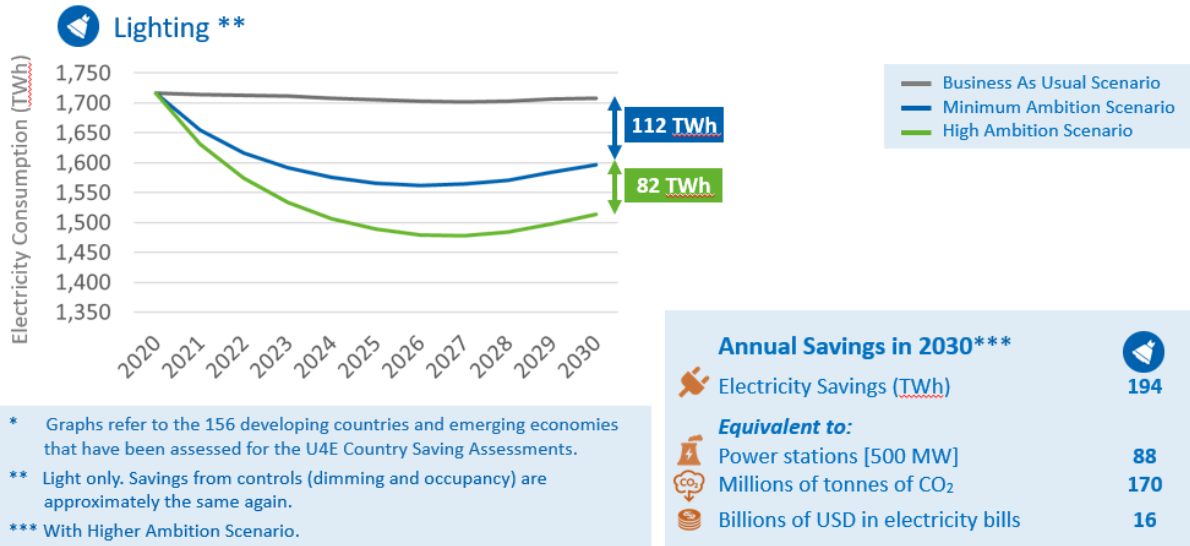 Lighting **
Electricity Consumption (TWh)
1,750
1,700
1,650
1,600
1,550
1,500
1,450
1,400
1,350
2020
2021
2022
2023
2024
2025
2026
2027
2028
2029
2030
112 TWh
82 TWh
Business As Usual Scenario
Minimum Ambition Scenario
High Ambition Scenario
* Graphs refer to the 156 developing countries and emerging economies
that have been assessed for the U4E Country Saving Assessments.
** Light only. Savings from controls (dimming and occupancy) are
approximately the same again.
*** With Higher Ambition Scenario.
Annual Savings in 2030***
Electricity Savings (TWh) 194
Equivalent to:
Power stations [500 MW] 88
CO₂
Millions of tonnes of CO₂ 170
Billions of USD in electricity bills 16